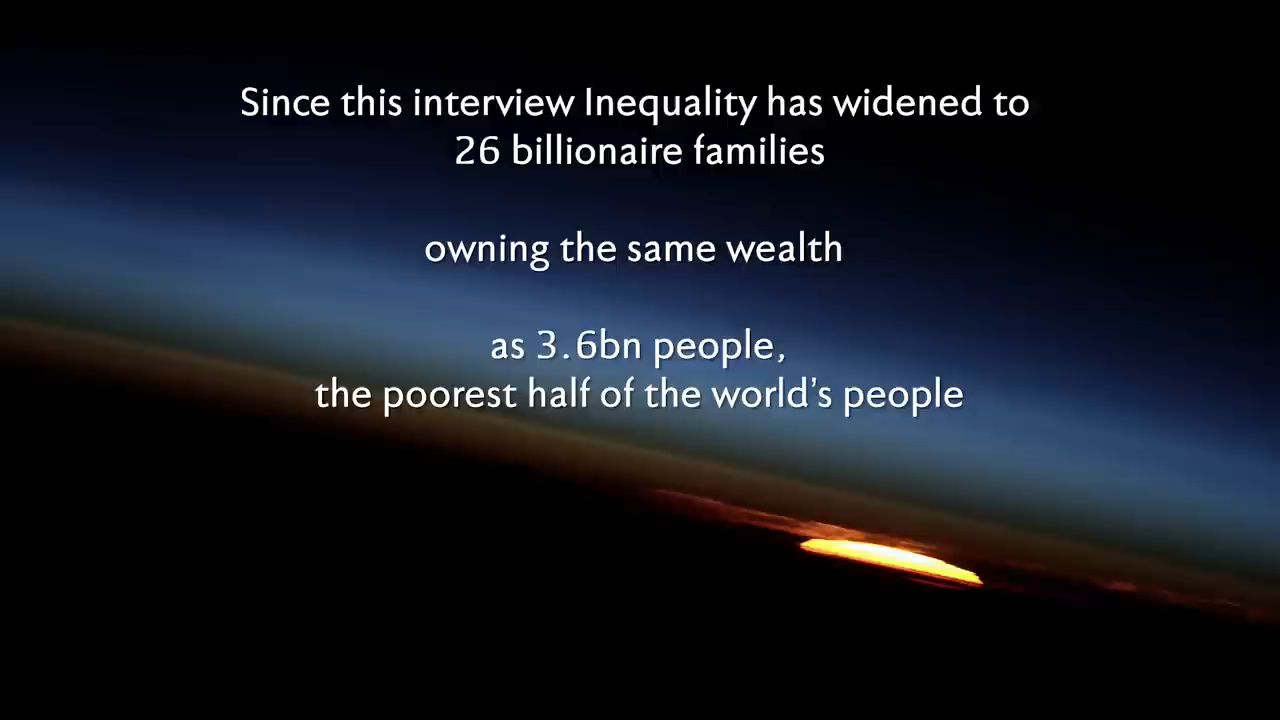 Since this interview Inequality has widened to
26 billionaire families
owning the same wealth
as 3.6bn people,
the poorest half of the world’s people